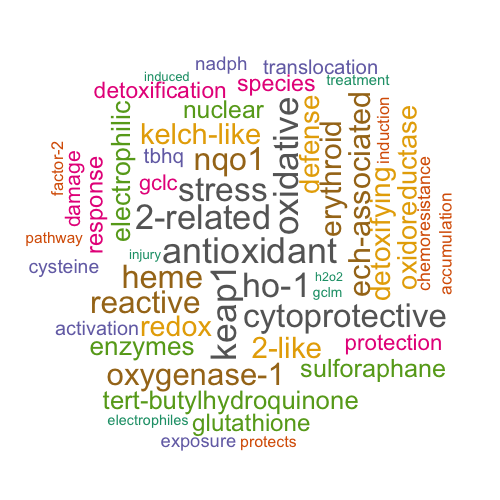 nadph
translocation
induced
treatment
detoxification
species
nuclear
electrophilic
oxidative
defense
erythroid
ech-associated
induction
oxidoreductase
kelch-like
tbhq
nqo1
factor-2
damage
response
gclc
stress
detoxifying
chemoresistance
accumulation
2-related
pathway
injury
antioxidant
cysteine
heme
keap1
ho-1
h2o2
gclm
reactive
cytoprotective
activation
redox
enzymes
2-like
protection
oxygenase-1
sulforaphane
tert-butylhydroquinone
electrophiles
glutathione
exposure
protects